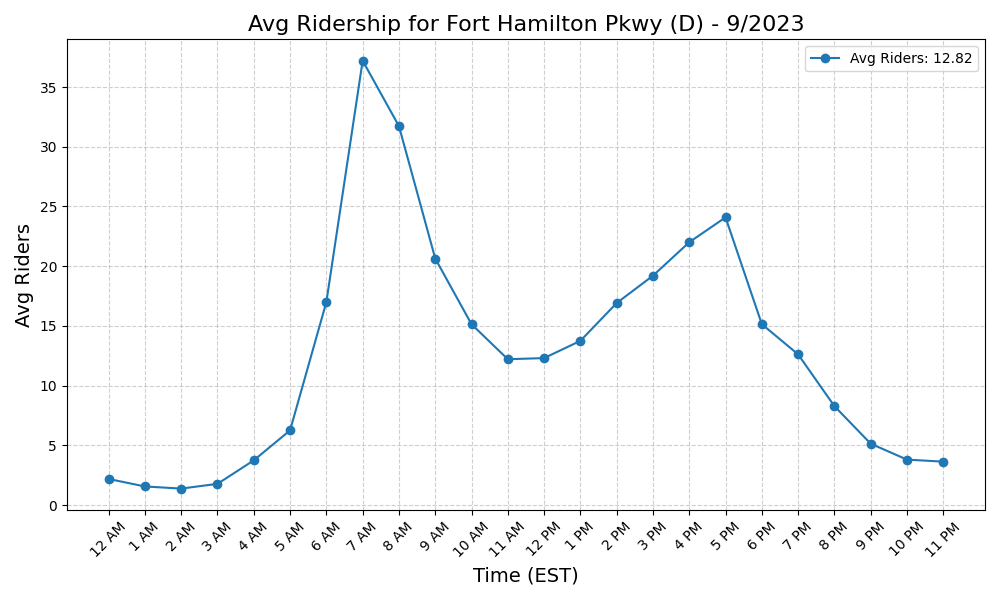 Avg Ridership for Fort Hamilton Pkwy (D) - 9/2023
Avg Riders: 12.82
Avg Riders
35
30
25
20
15
10
5
0
12 AM
1 AM
2 AM
3 AM
4 AM
5 AM
6 AM
7 AM
8 AM
9 AM
10 AM
11 AM
12 PM
1 PM
2 PM
3 PM
4 PM
5 PM
6 PM
7 PM
8 PM
9 PM
10 PM
11 PM
Time (EST)